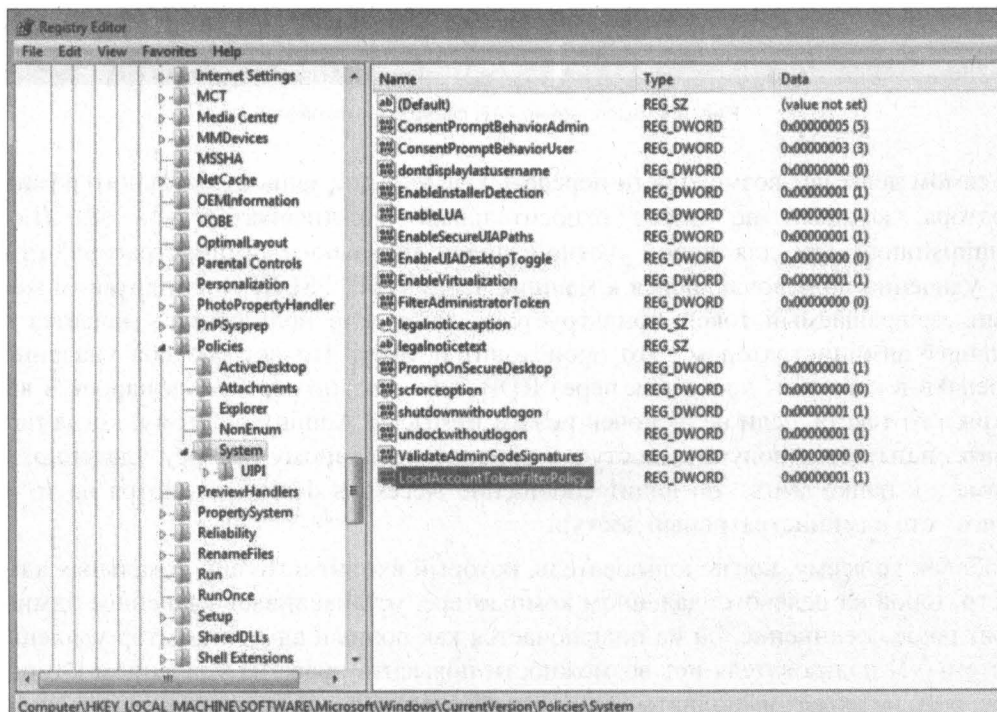 Registry Editor
File Edit View Favorites Help
Internet Settings
MCT
Media Center
MMDevices
MSSHA
NetCache
OEMInformation
OOBE
OptimalLayout
Parental Controls
Personalization
PhotoPropertyHandler
PnPSysprep
Policies
ActiveDesktop
Attachments
Explorer
NonEnum
System
UIPI
PreviewHandlers
PropertySystem
Reliability
RenameFiles
Run
RunOnce
Setup
SharedDLLs
Shell Extensions
Name Type Data
(Default) REG_SZ (value not set)
ConsentPromptBehaviorAdmin REG_DWORD 0x00000005 (5)
ConsentPromptBehaviorUser REG_DWORD 0x00000003 (3)
dontdisplaylastusername REG_DWORD 0x00000000 (0)
EnableInstallerDetection REG_DWORD 0x00000001 (1)
EnableLUA REG_DWORD 0x00000001 (1)
EnableSecureUIAPaths REG_DWORD 0x00000001 (1)
EnableUIADesktopToggle REG_DWORD 0x00000000 (0)
EnableVirtualization REG_DWORD 0x00000001 (1)
FilterAdministratorToken REG_DWORD 0x00000000 (0)
legalnoticecaption REG_SZ
legalnoticetext REG_SZ
PromptOnSecureDesktop REG_DWORD 0x00000001 (1)
scforceoption REG_DWORD 0x00000000 (0)
shutdownwithoutlogon REG_DWORD 0x00000001 (1)
undockwithoutlogon REG_DWORD 0x00000001 (1)
ValidateAdminCodeSignatures REG_DWORD 0x00000000 (0)
LocalAccountTokenFilterPolicy REG_DWORD 0x00000001 (1)
Computer\HKEY_LOCAL_MACHINE\SOFTWARE\Microsoft\Windows\CurrentVersion\Policies\System